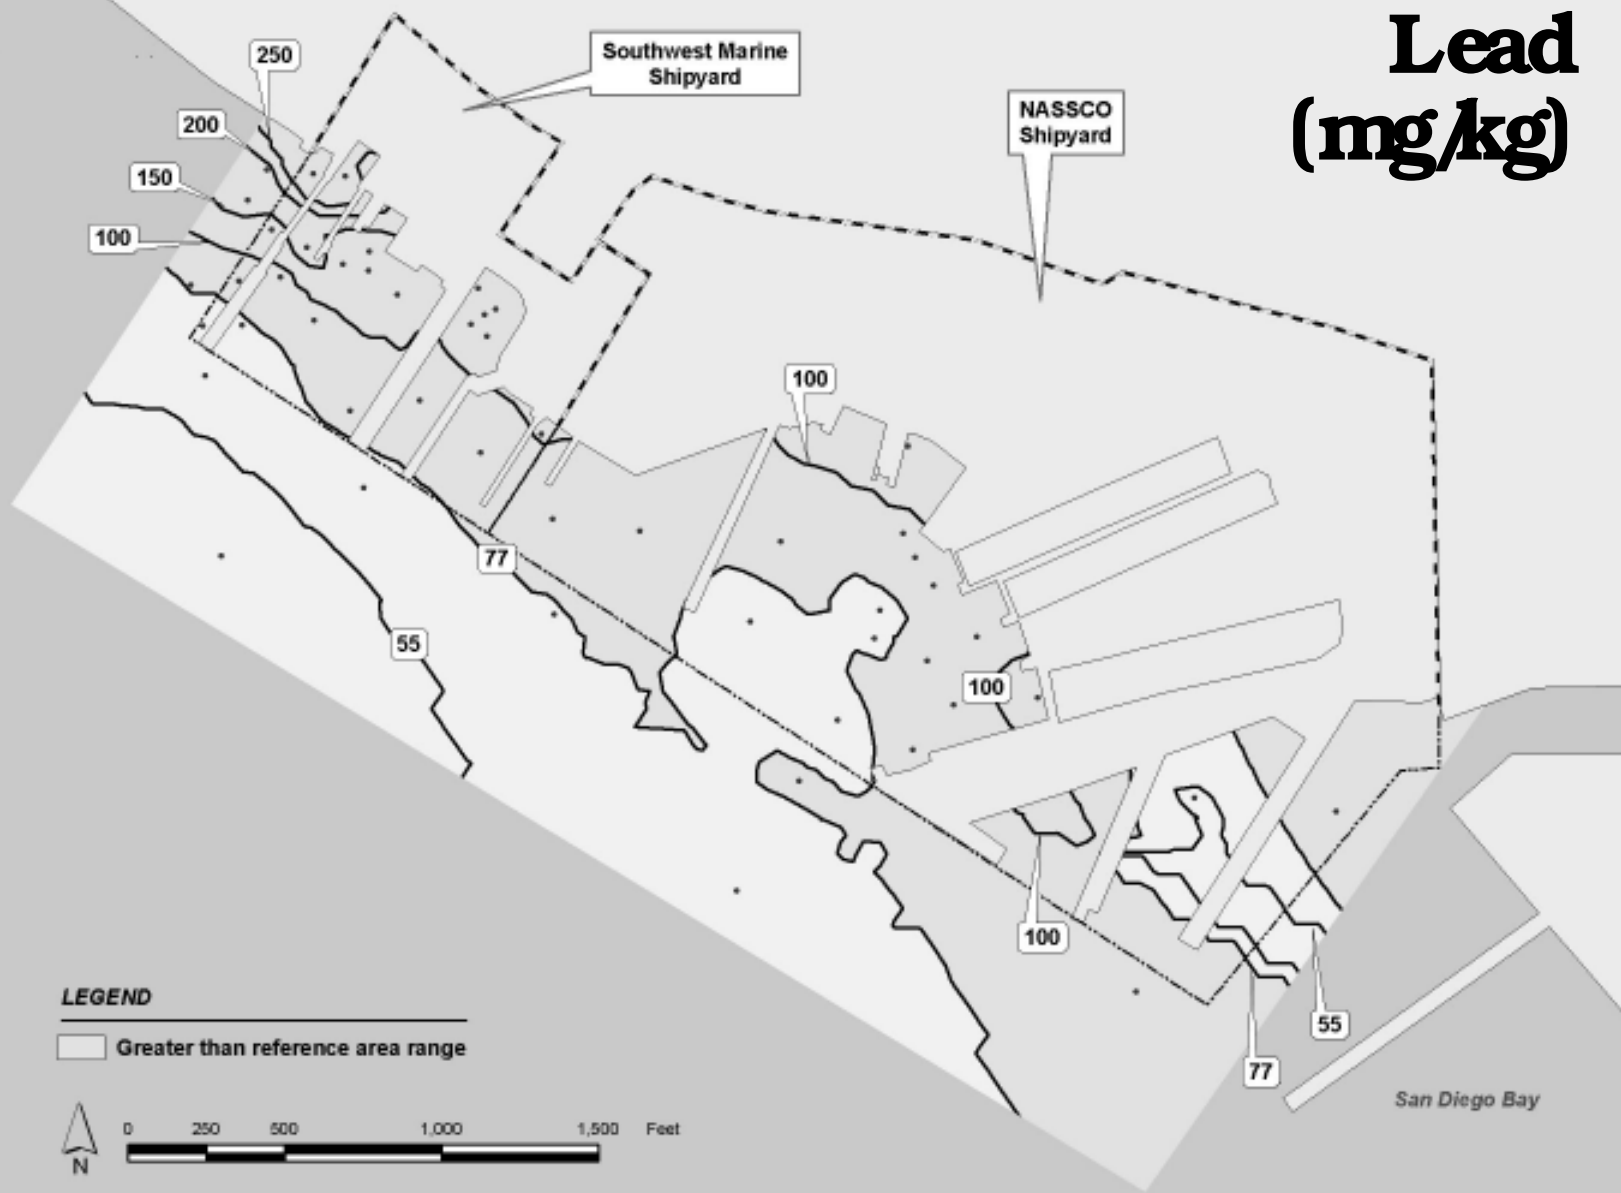 Lead
(mg/kg)
250
Southwest Marine
Shipyard
NASSCO
Shipyard
200
150
100
100
77
55
100
100
55
77
LEGEND
Greater than reference area range
San Diego Bay
0 250 500 1,000 1,500 Feet
N